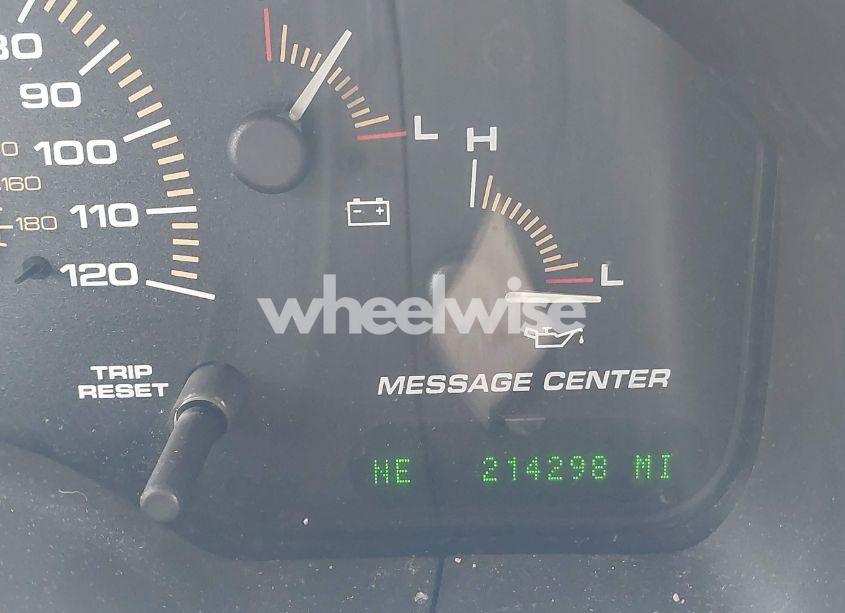 80
90
100
110
120
160
180
L
H
L
wheelwise
TRIP
RESET
MESSAGE CENTER
NE 214298 MI